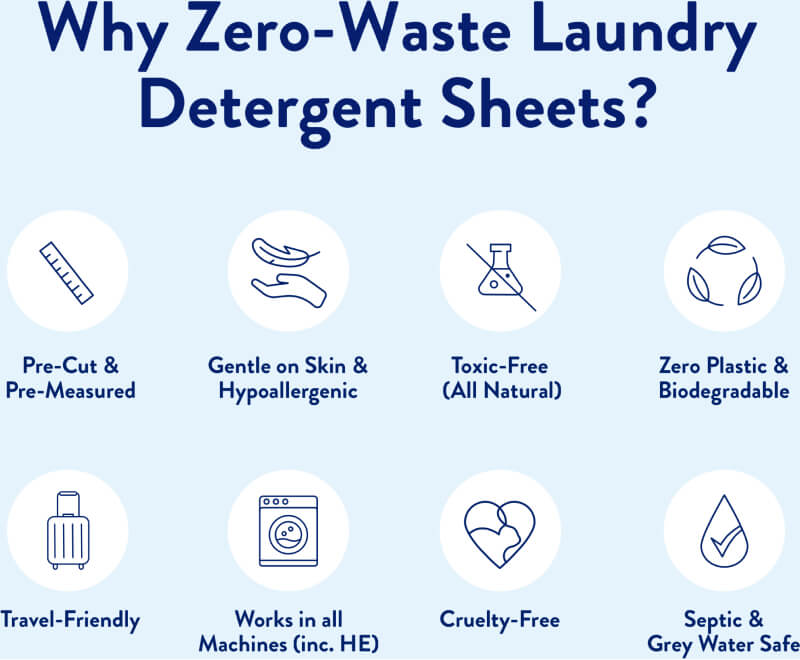 Why Zero-Waste Laundry
Detergent Sheets?
Pre-Cut &
Pre-Measured
Gentle on Skin &
Hypoallergenic
Toxic-Free
(All Natural)
Zero Plastic &
Biodegradable
Travel-Friendly
Works in all
Machines (inc. HE)
Cruelty-Free
Septic &
Grey Water Safe